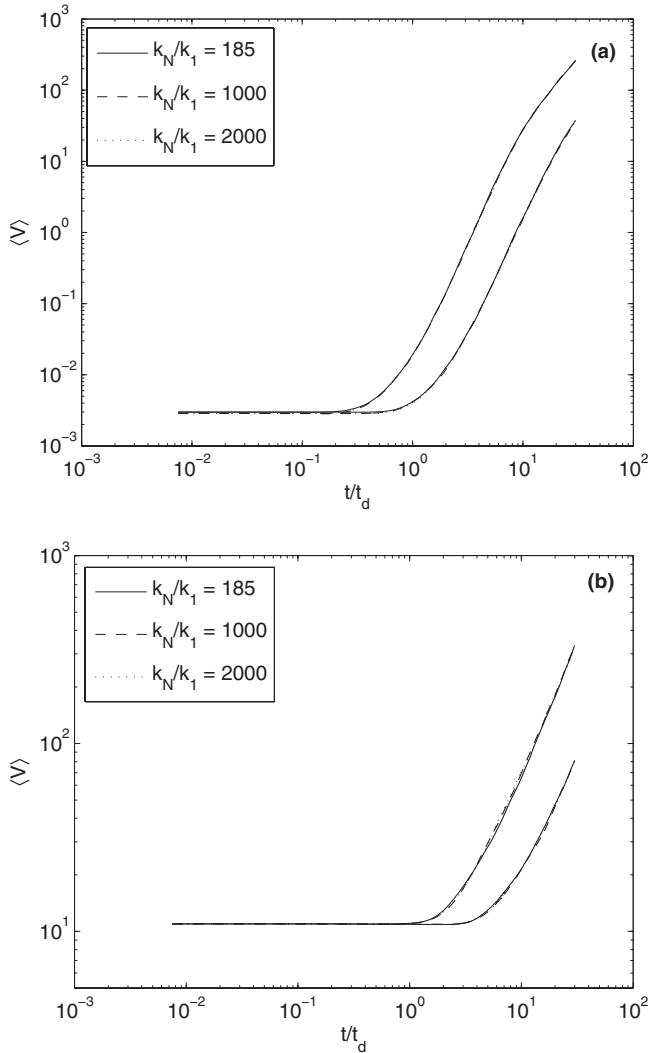 10^3
10^2
10^1
10^0
10^−1
10^−2
10^−3
⟨V⟩
k_N/k_1 = 185
k_N/k_1 = 1000
k_N/k_1 = 2000
(a)
10^−3 10^−2 10^−1 10^0 10^1 10^2
t/t_d
10^3
10^2
10^1
⟨V⟩
k_N/k_1 = 185
k_N/k_1 = 1000
k_N/k_1 = 2000
(b)
10^−3 10^−2 10^−1 10^0 10^1 10^2
t/t_d